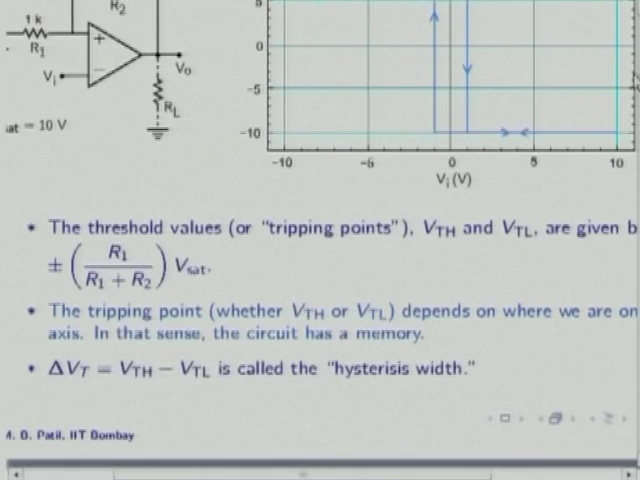 R2
1 k
R1
+
Vi
Vo
RL
= 10 V
5
0
-5
-10
-10 -5 0 5 10
Vi (V)
• The threshold values (or "tripping points"), VTH and VTL, are given b
± ( R1 / R1 + R2 ) Vsat.
• The tripping point (whether VTH or VTL) depends on where we are on
axis. In that sense, the circuit has a memory.
• ΔVT = VTH − VTL is called the "hysterisis width."
M. B. Patil, IIT Bombay